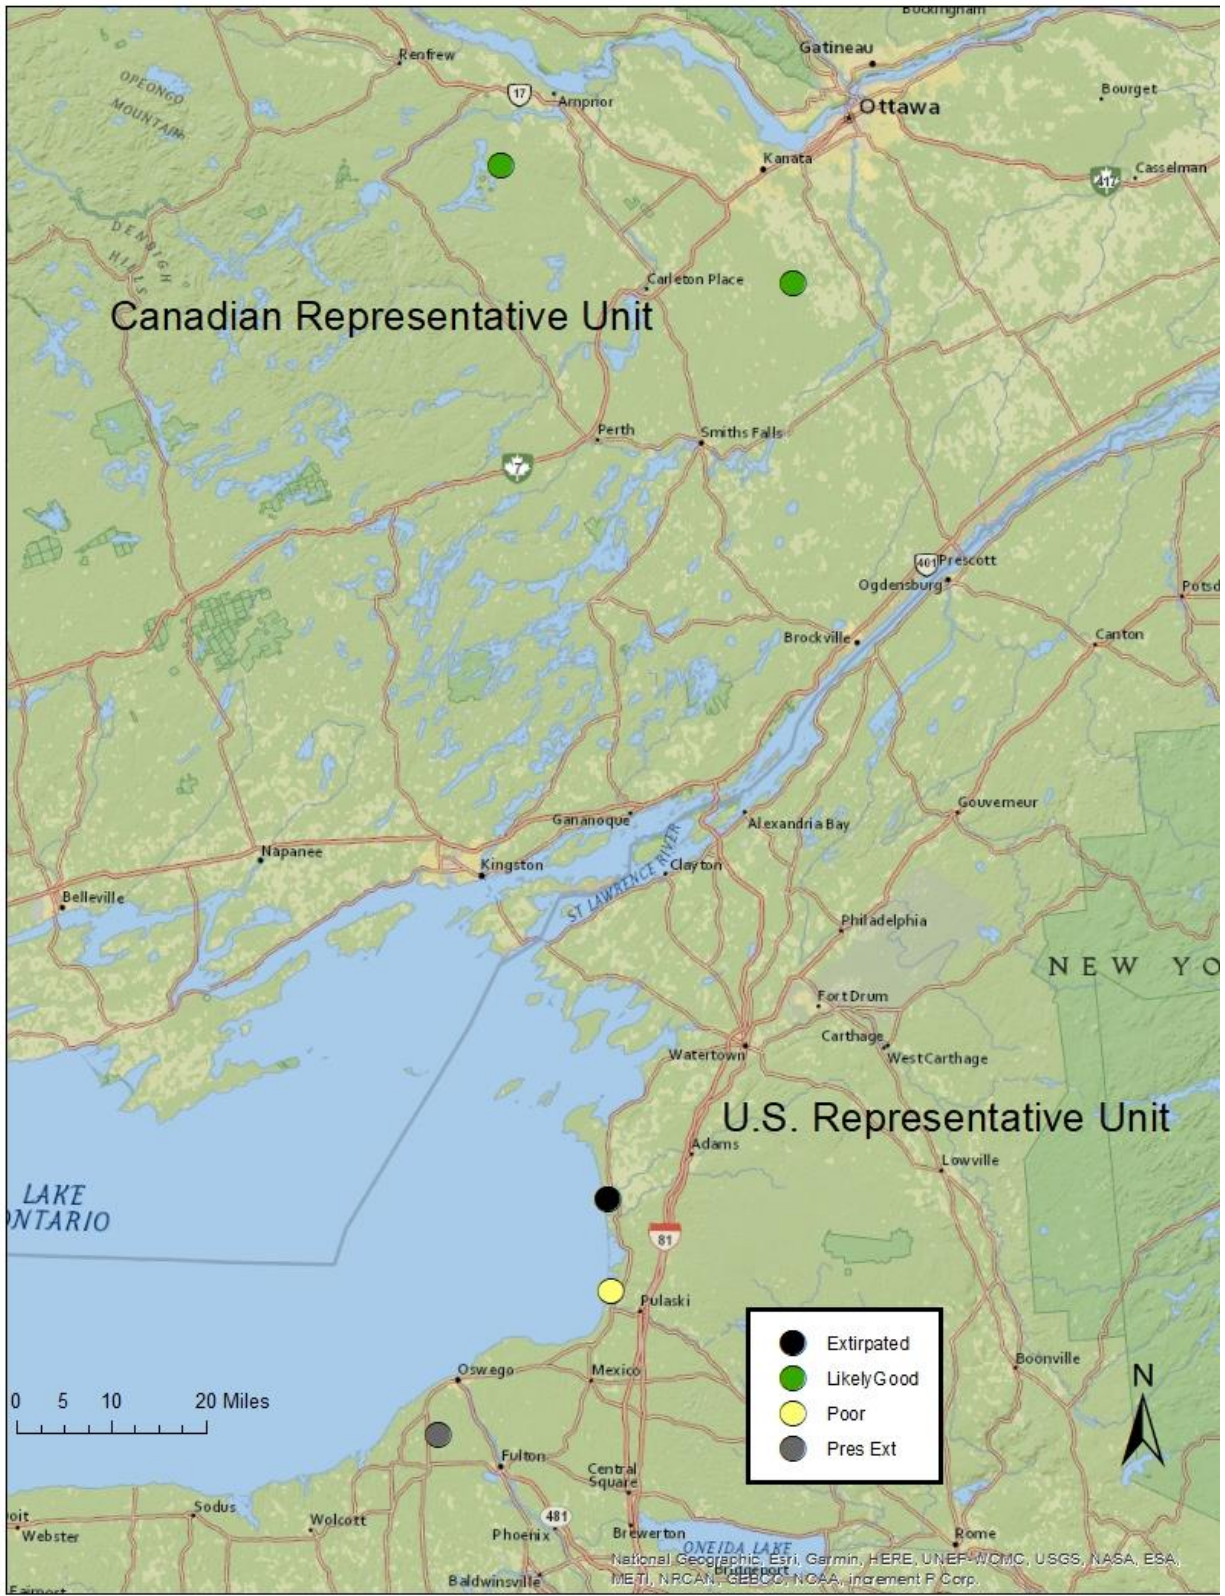 Buckingham
Renfrew
Gatineau
OPEONGO
MOUNTAIN
17
Arnprior
Ottawa
Bourget
Kanata
Casselman
417
DENBIGH
HILLS
Carleton Place
Canadian Representative Unit
Perth
Smiths Falls
7
401
Prescott
Ogdensburg
Potsd
Brockville
Canton
Gouverneur
Gananoque
Alexandria Bay
Napanee
Kingston
Clayton
ST LAWRENCE RIVER
Belleville
Philadelphia
NEW YO
Fort Drum
Carthage
West Carthage
Watertown
U.S. Representative Unit
Adams
Lowville
LAKE
ONTARIO
81
Pulaski
Extirpated
LikelyGood
Poor
Pres Ext
Boonville
N
Oswego
Mexico
0 5 10 20 Miles
Fulton
Central
Square
Sodus
Wolcott
481
oit
Webster
Phoenix
Brewerton
Rome
ONEIDA LAKE
Bridgeport
Baldwinsville
Fairport
National Geographic, Esri, Garmin, HERE, UNEP-WCMC, USGS, NASA, ESA,
METI, NRCAN, GEBCO, NOAA, increment P Corp.